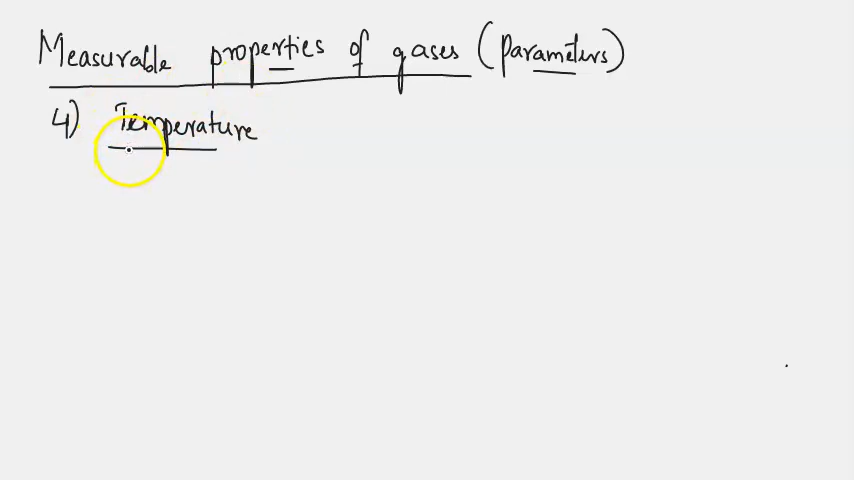 Measurable properties of gases (parameters)
4) Temperature